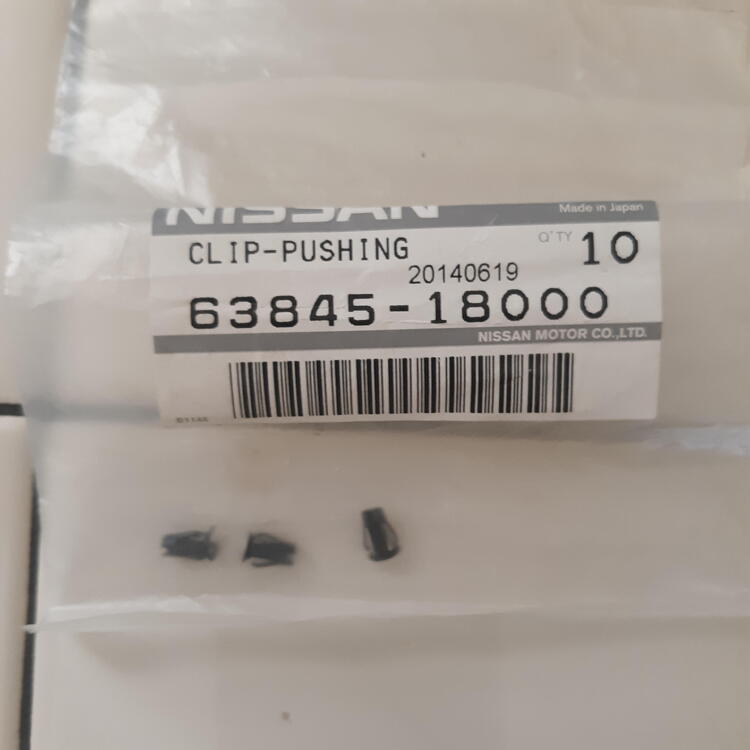 NISSAN
Made in Japan
CLIP-PUSHING
Q'TY 10
20140619
63845-18000
NISSAN MOTOR CO.,LTD.